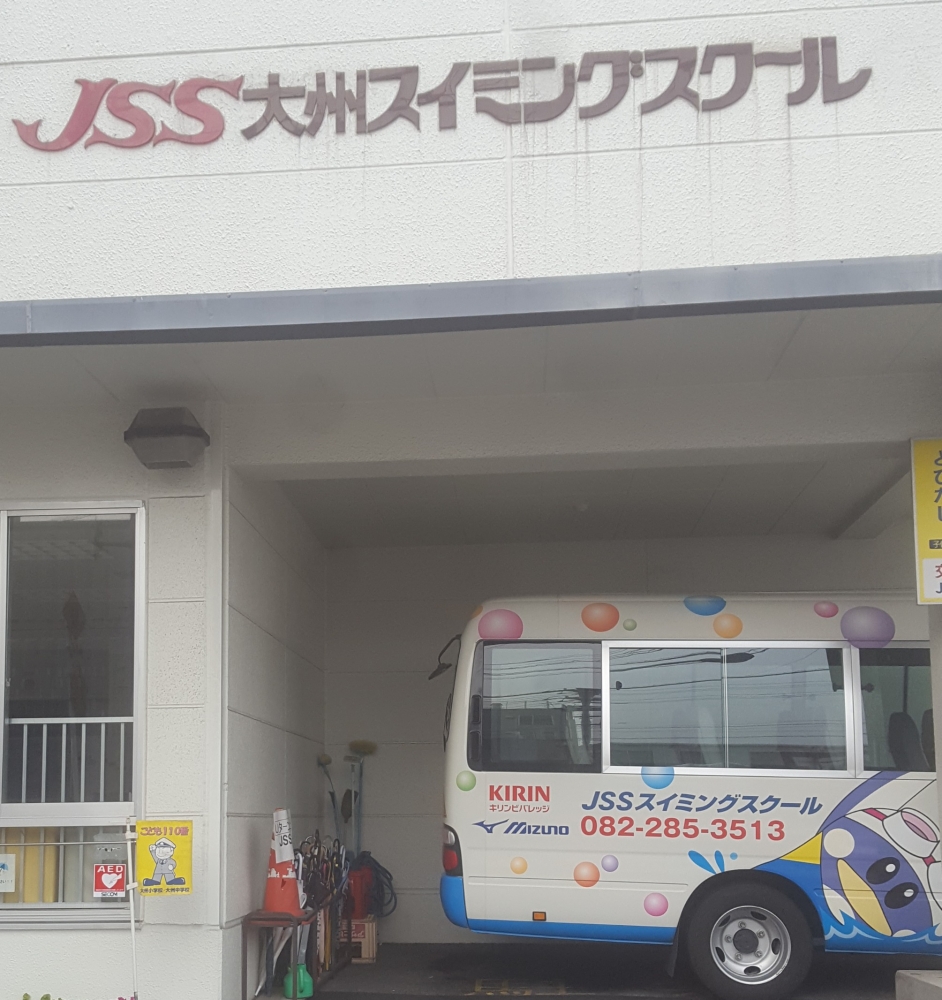 JSS大州スイミングスクール
KIRIN
キリンビバレッジ
MIZUNO
JSSスイミングスクール
082-285-3513
こども110番
AED
JSS